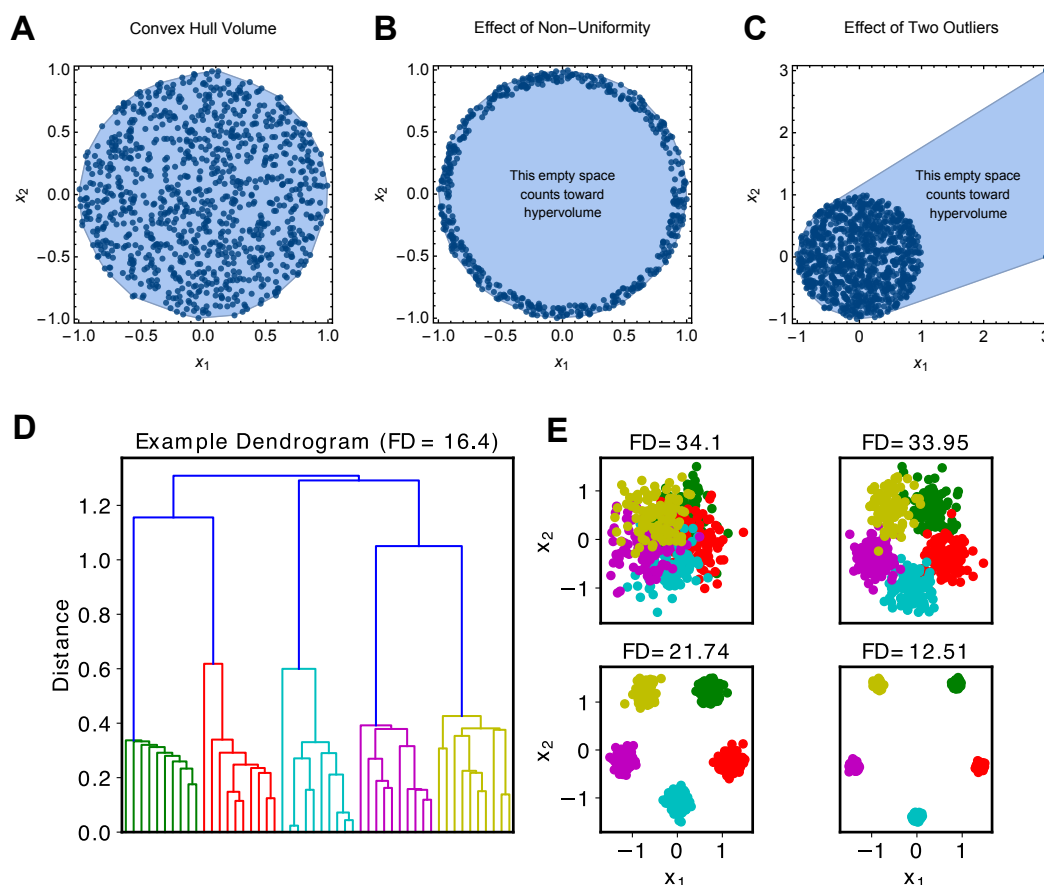 A
Convex Hull Volume
B
Effect of Non−Uniformity
C
Effect of Two Outliers
1.0
0.5
0.0
−0.5
−1.0
x2
−1.0 −0.5 0.0 0.5 1.0
x1
1.0
0.5
0.0
−0.5
−1.0
x2
This empty space
counts toward
hypervolume
−1.0 −0.5 0.0 0.5 1.0
x1
3
2
1
0
−1
x2
This empty space
counts toward
hypervolume
−1 0 1 2 3
x1
D
Example Dendrogram (FD = 16.4)
Distance
1.2
1.0
0.8
0.6
0.4
0.2
0.0
E
FD=34.1
x2
1
0
−1
FD=33.95
FD=21.74
x2
1
0
−1
−1 0 1
x1
FD=12.51
−1 0 1
x1